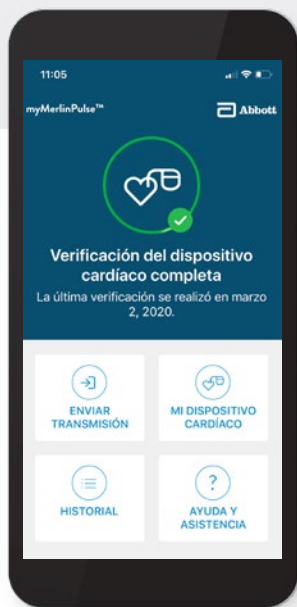 11:05
myMerlinPulse™
Abbott
Verificación del dispositivo
cardíaco completa
La última verificación se realizó en marzo
2, 2020.
ENVIAR
TRANSMISIÓN
MI DISPOSITIVO
CARDÍACO
HISTORIAL
?
AYUDA Y
ASISTENCIA